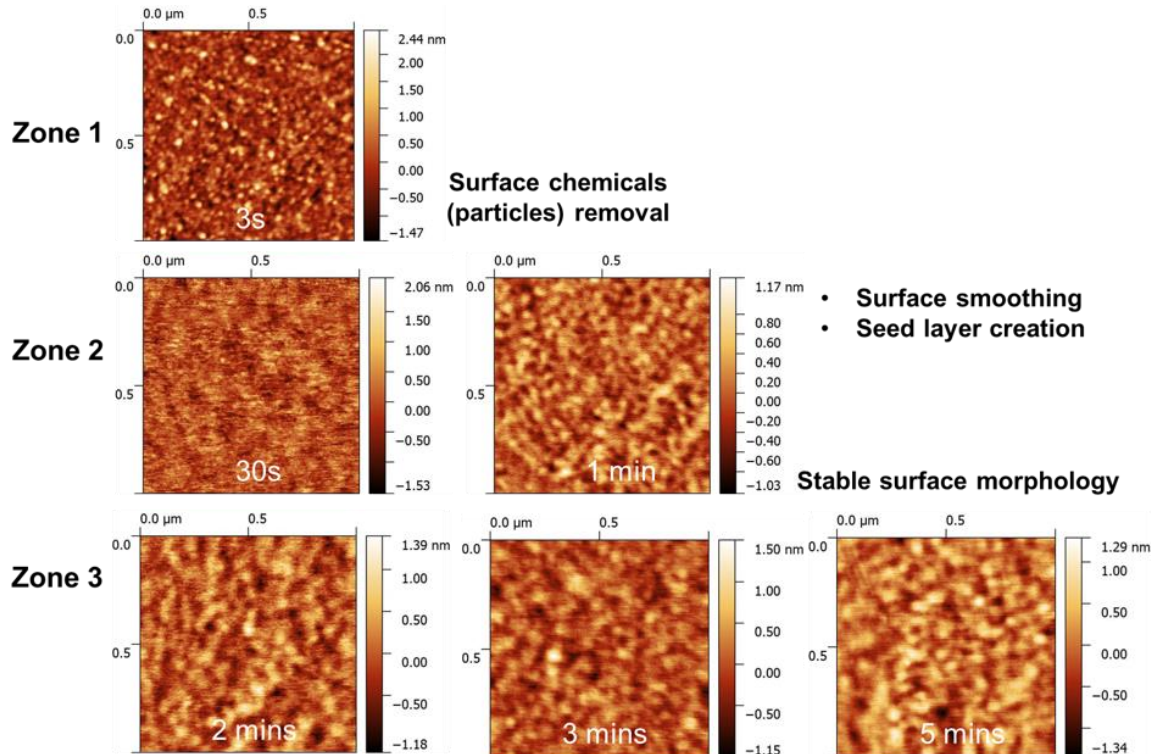 0.0 µm 0.5
0.0
0.5
2.44 nm
2.00
1.50
1.00
0.50
0.00
−0.50
−1.47
Zone 1
3s
Surface chemicals
(particles) removal
0.0 µm 0.5
0.0
0.5
2.06 nm
1.50
1.00
0.50
0.00
−0.50
−1.53
Zone 2
30s
0.0 µm 0.5
0.0
0.5
1.17 nm
0.80
0.60
0.40
0.20
0.00
−0.20
−0.40
−0.60
−1.03
1 min
• Surface smoothing
• Seed layer creation
Stable surface morphology
0.0 µm 0.5
0.0
0.5
1.39 nm
1.00
0.50
0.00
−0.50
−1.18
Zone 3
2 mins
0.0 µm 0.5
0.0
0.5
1.50 nm
1.00
0.50
0.00
−0.50
−1.15
3 mins
0.0 µm 0.5
0.0
0.5
1.29 nm
0.50
0.00
−0.50
−1.34
5 mins